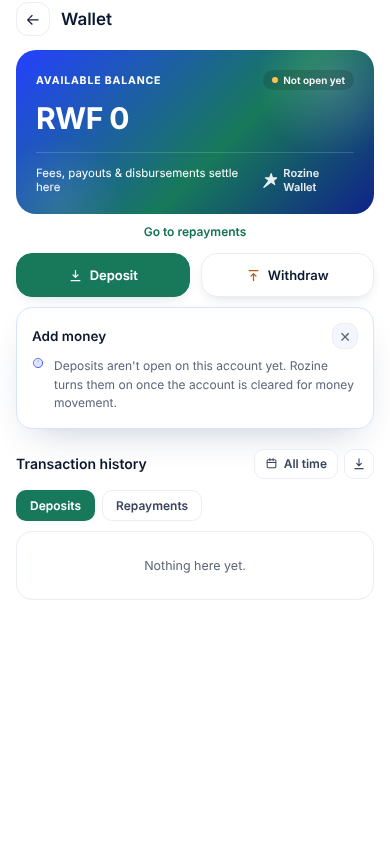 Wallet
AVAILABLE BALANCE
Not open yet
RWF 0
Fees, payouts & disbursements settle
here
Rozine
Wallet
Go to repayments
Deposit
Withdraw
Add money
Deposits aren't open on this account yet. Rozine
turns them on once the account is cleared for money
movement.
Transaction history
All time
Deposits
Repayments
Nothing here yet.